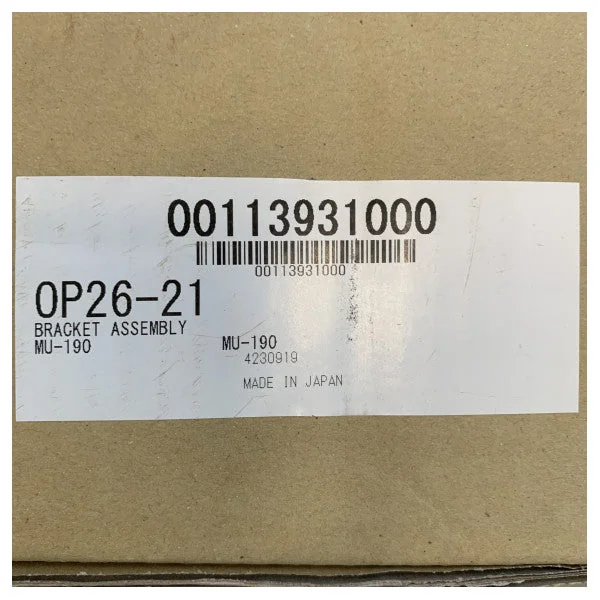 00113931000
00113931000
OP26-21
BRACKET ASSEMBLY
MU-190
MU-190
4230919
MADE IN JAPAN